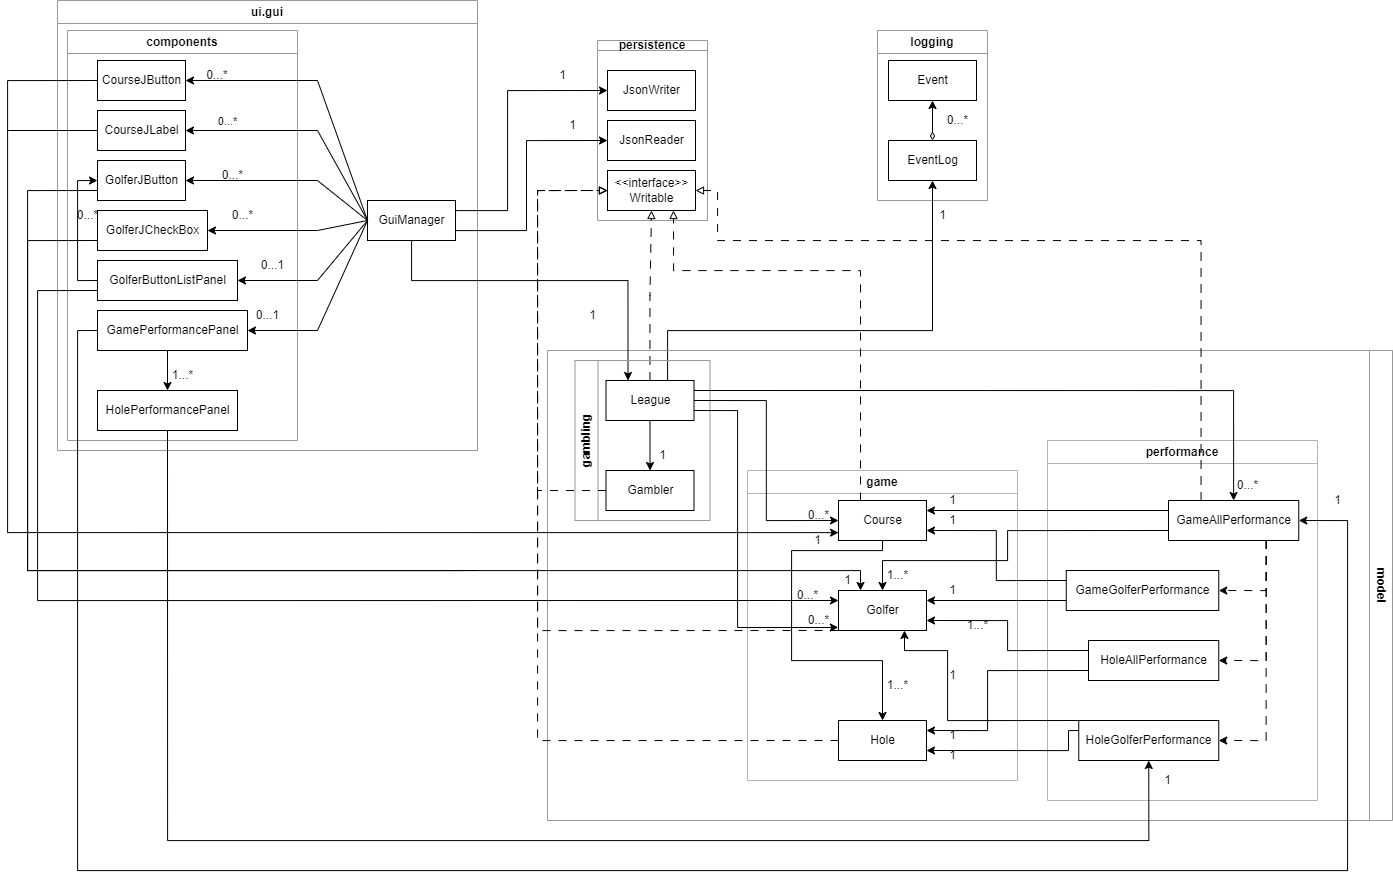 ui.gui
components
CourseJButton
0...*
CourseJLabel
0...*
GolferJButton
0...*
0...*
GolferJCheckBox
0...*
GolferButtonListPanel
0...1
GamePerformancePanel
0...1
1...*
HolePerformancePanel
GuiManager
persistence
1
JsonWriter
1
JsonReader
<<interface>>
Writable
logging
Event
0...*
EventLog
1
1
model
gambling
League
1
Gambler
game
0...*
Course
1
1
1
1
1...*
0...*
Golfer
1
0...*
1...*
1
1...*
Hole
1
1
performance
0...*
GameAllPerformance
1
GameGolferPerformance
HoleAllPerformance
HoleGolferPerformance
1